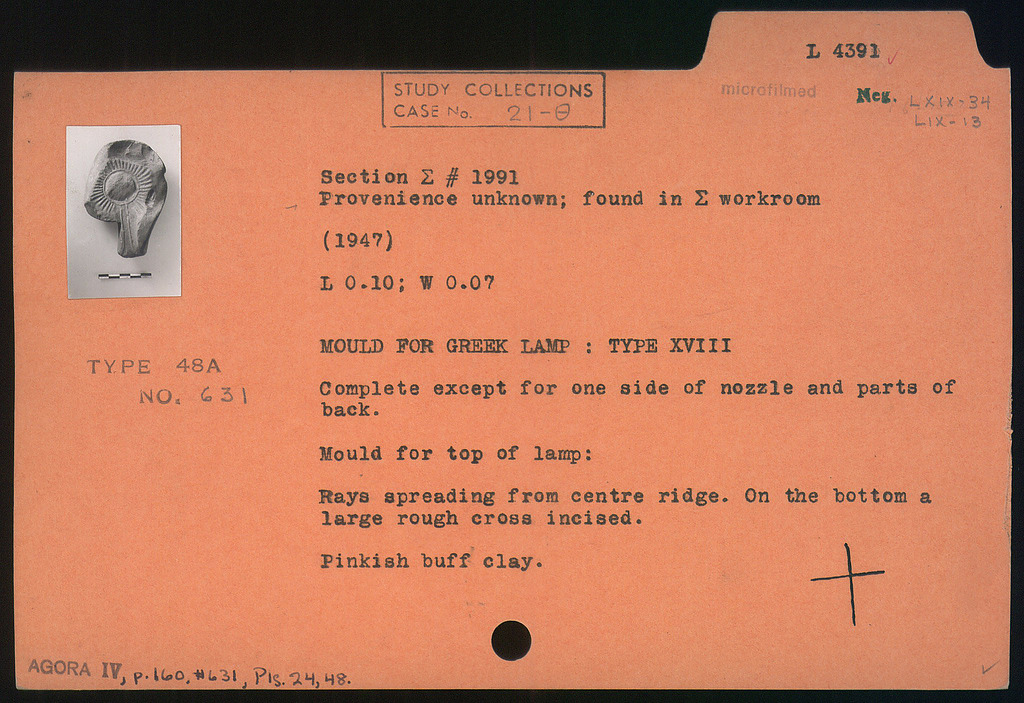 L 4391
microfilmed
Neg. LXIX-34
LIX-13
STUDY COLLECTIONS
CASE No. 21-Θ
Section Σ # 1991
Provenience unknown; found in Σ workroom
(1947)
L 0.10; W 0.07
MOULD FOR GREEK LAMP : TYPE XVIII
TYPE 48A
NO. 631
Complete except for one side of nozzle and parts of
back.
Mould for top of lamp:
Rays spreading from centre ridge. On the bottom a
large rough cross incised.
Pinkish buff clay.
AGORA IV, p.160, #631, Pls. 24, 48.